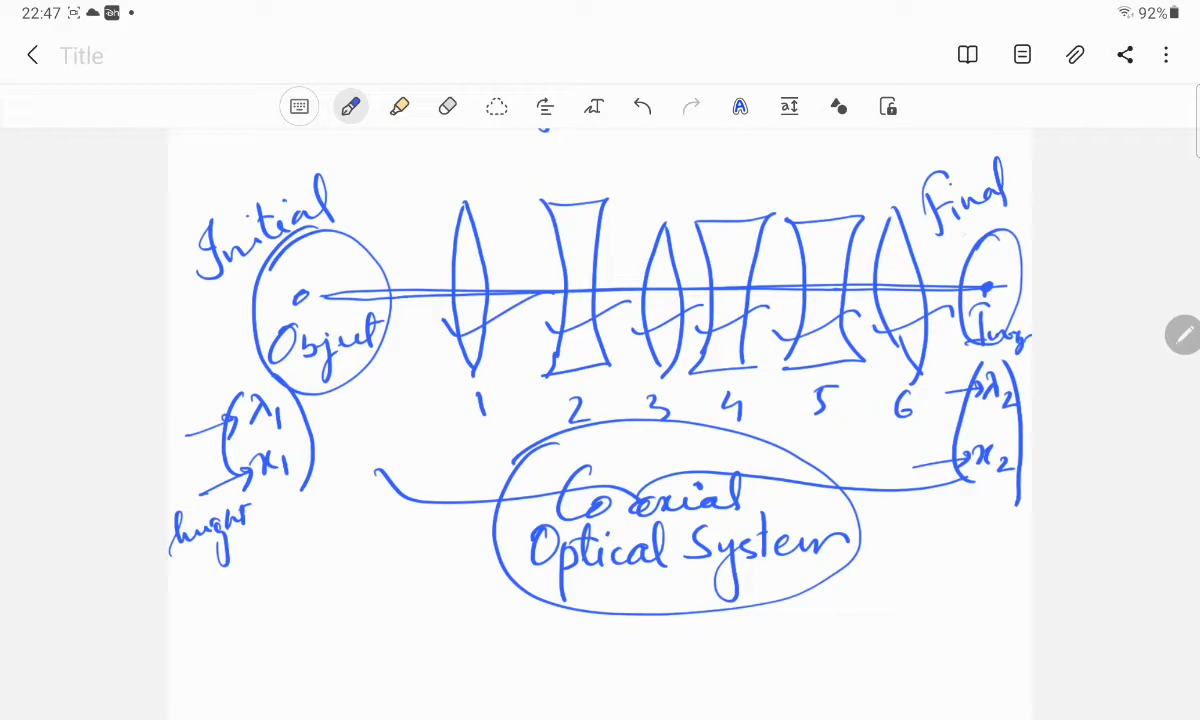 22:47
92%
Title
Initial
Final
Object
1 2 3 4 5 6
λ1
x1
λ2
x2
height
Coaxial
Optical System